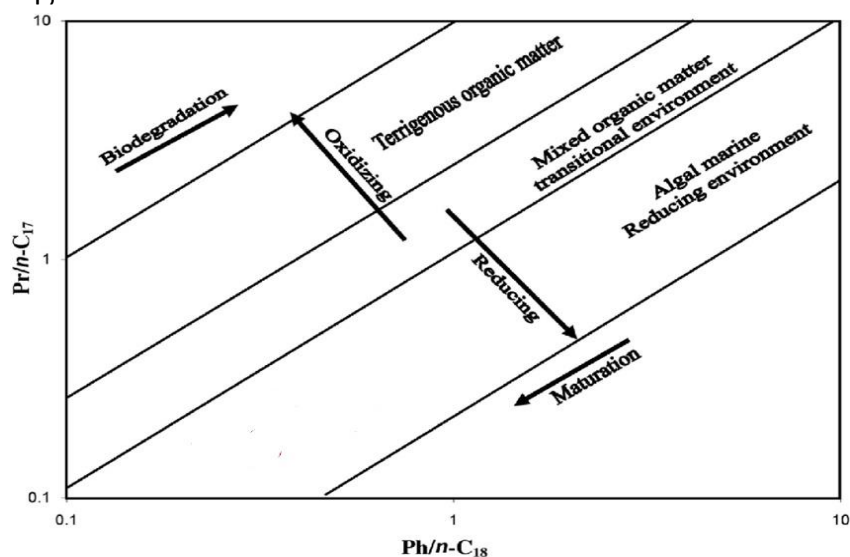 10
Biodegradation
Oxidizing
Terrigenous organic matter
Mixed organic matter
transitional environment
Algal marine
Reducing environment
Pr/n-C17
1
Reducing
Maturation
0.1
0.1
1
10
Ph/n-C18